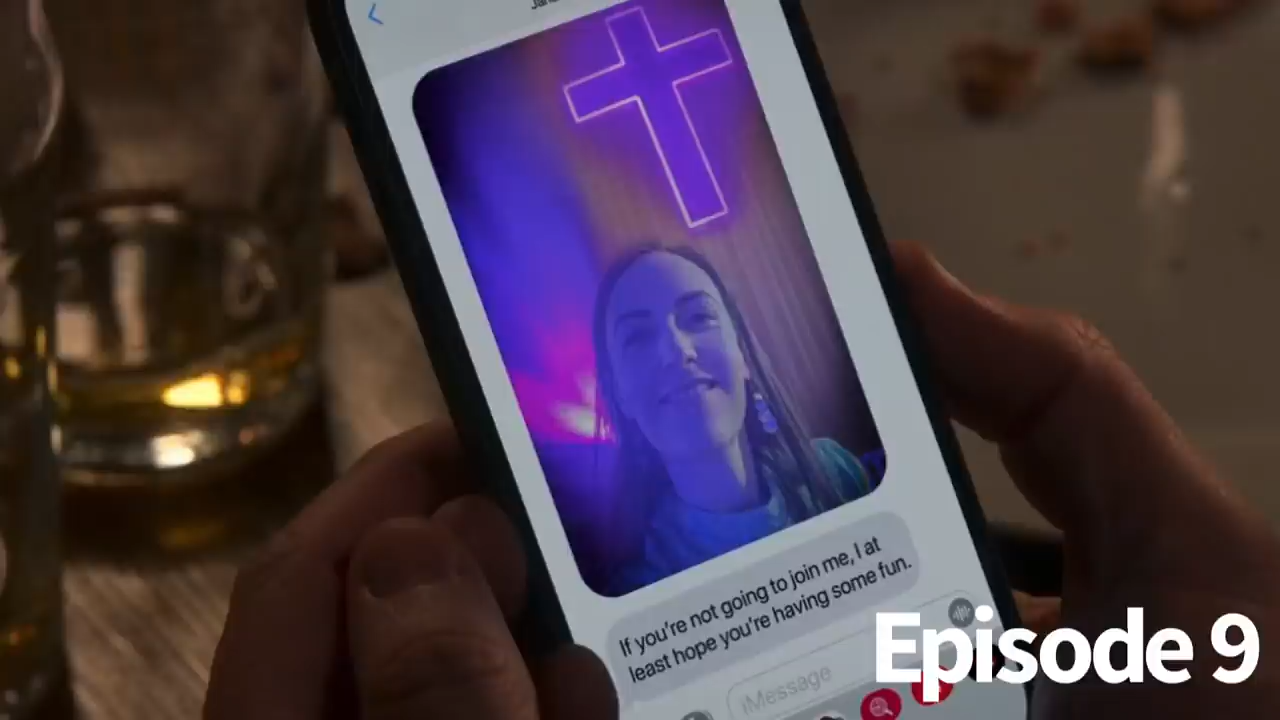 If you're not going to join me, I at
least hope you're having some fun.
iMessage
Episode 9